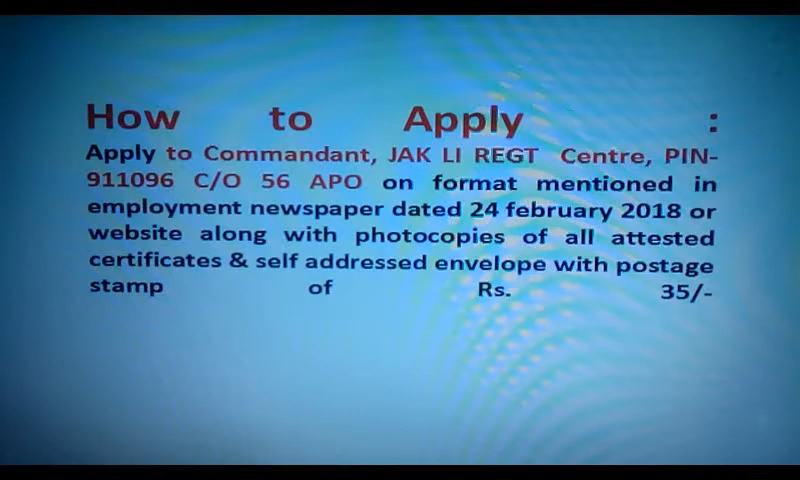 How to Apply :
Apply to Commandant, JAK LI REGT Centre, PIN-
911096 C/O 56 APO on format mentioned in
employment newspaper dated 24 february 2018 or
website along with photocopies of all attested
certificates & self addressed envelope with postage
stamp of Rs. 35/-